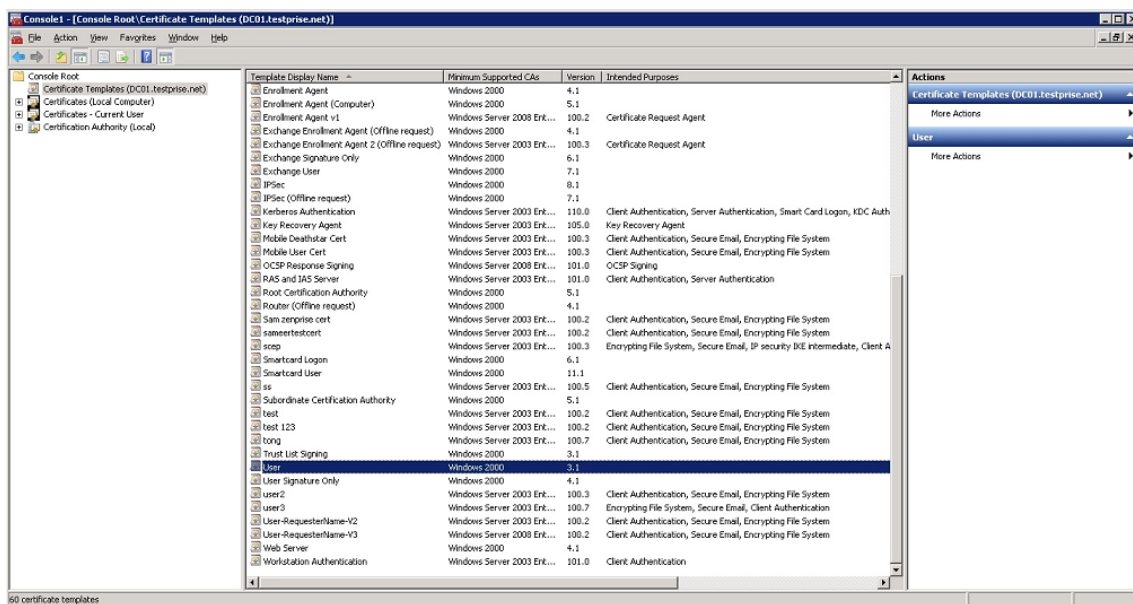 Console1 - [Console Root\Certificate Templates (DC01.testprise.net)]
File Action View Favorites Window Help
Console Root
Certificate Templates (DC01.testprise.net)
Certificates (Local Computer)
Certificates - Current User
Certification Authority (Local)
Template Display Name Minimum Supported CAs Version Intended Purposes
Enrollment Agent Windows 2000 4.1
Enrollment Agent (Computer) Windows 2000 5.1
Enrollment Agent v1 Windows Server 2008 Ent... 100.2 Certificate Request Agent
Exchange Enrollment Agent (Offline request) Windows 2000 4.1
Exchange Enrollment Agent 2 (Offline request) Windows Server 2003 Ent... 100.3 Certificate Request Agent
Exchange Signature Only Windows 2000 6.1
Exchange User Windows 2000 7.1
IPSec Windows 2000 8.1
IPSec (Offline request) Windows 2000 7.1
Kerberos Authentication Windows Server 2003 Ent... 110.0 Client Authentication, Server Authentication, Smart Card Logon, KDC Auth
Key Recovery Agent Windows Server 2003 Ent... 105.0 Key Recovery Agent
Mobile Deathstar Cert Windows Server 2003 Ent... 100.3 Client Authentication, Secure Email, Encrypting File System
Mobile User Cert Windows Server 2003 Ent... 100.3 Client Authentication, Secure Email, Encrypting File System
OCSP Response Signing Windows Server 2008 Ent... 101.0 OCSP Signing
RAS and IAS Server Windows Server 2003 Ent... 101.0 Client Authentication, Server Authentication
Root Certification Authority Windows 2000 5.1
Router (Offline request) Windows 2000 4.1
Sam zenprise cert Windows Server 2003 Ent... 100.2 Client Authentication, Secure Email, Encrypting File System
sameertestcert Windows Server 2003 Ent... 100.2 Client Authentication, Secure Email, Encrypting File System
scep Windows Server 2003 Ent... 100.3 Encrypting File System, Secure Email, IP security IKE intermediate, Client A
Smartcard Logon Windows 2000 6.1
Smartcard User Windows 2000 11.1
ss Windows Server 2003 Ent... 100.5 Client Authentication, Secure Email, Encrypting File System
Subordinate Certification Authority Windows 2000 5.1
test Windows Server 2003 Ent... 100.2 Client Authentication, Secure Email, Encrypting File System
test 123 Windows Server 2003 Ent... 100.2 Client Authentication, Secure Email, Encrypting File System
tong Windows Server 2003 Ent... 100.7 Client Authentication, Secure Email, Encrypting File System
Trust List Signing Windows 2000 3.1
User Windows 2000 3.1
User Signature Only Windows 2000 4.1
user2 Windows Server 2003 Ent... 100.3 Client Authentication, Secure Email, Encrypting File System
user3 Windows Server 2003 Ent... 100.7 Encrypting File System, Secure Email, Client Authentication
User-RequesterName-V2 Windows Server 2003 Ent... 100.2 Client Authentication, Secure Email, Encrypting File System
User-RequesterName-V3 Windows Server 2008 Ent... 100.2 Client Authentication, Secure Email, Encrypting File System
Web Server Windows 2000 4.1
Workstation Authentication Windows Server 2003 Ent... 101.0 Client Authentication
Actions
Certificate Templates (DC01.testprise.net)
More Actions
User
More Actions
60 certificate templates